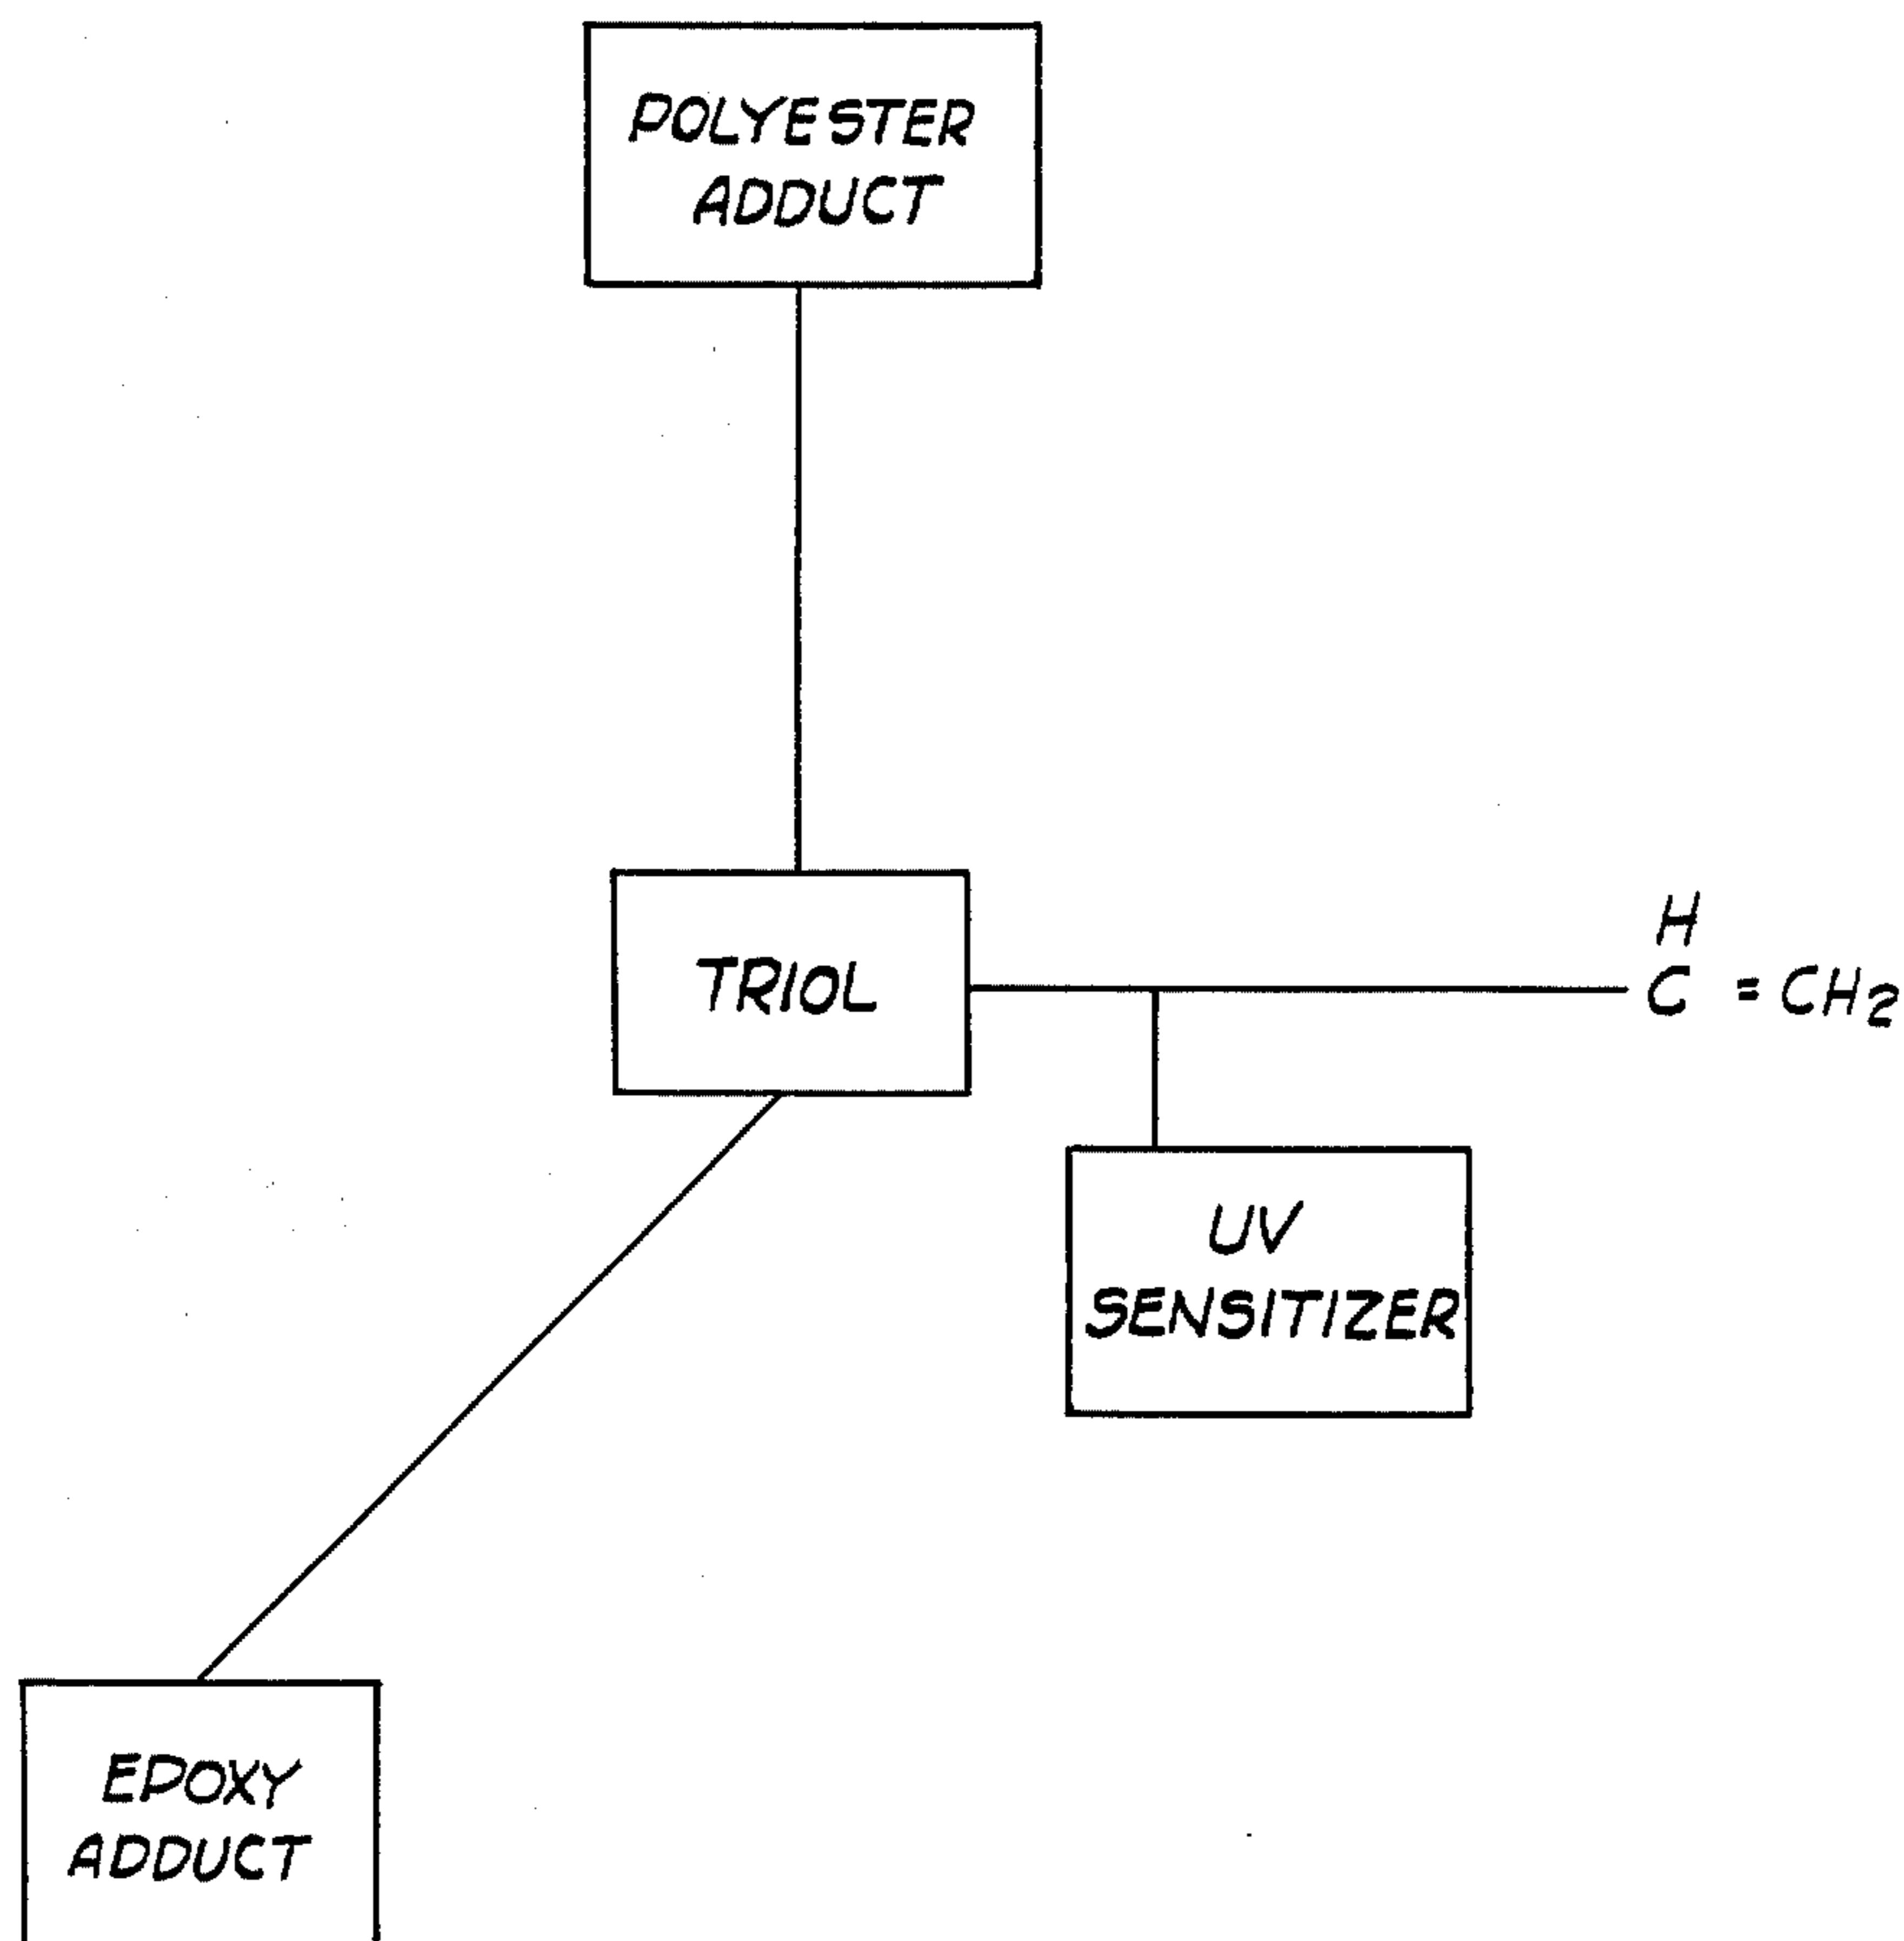 POLYESTER
ADDUCT
H
TRIOL
C = CH2
UV
SENSITIZER
EPOXY
ADDUCT